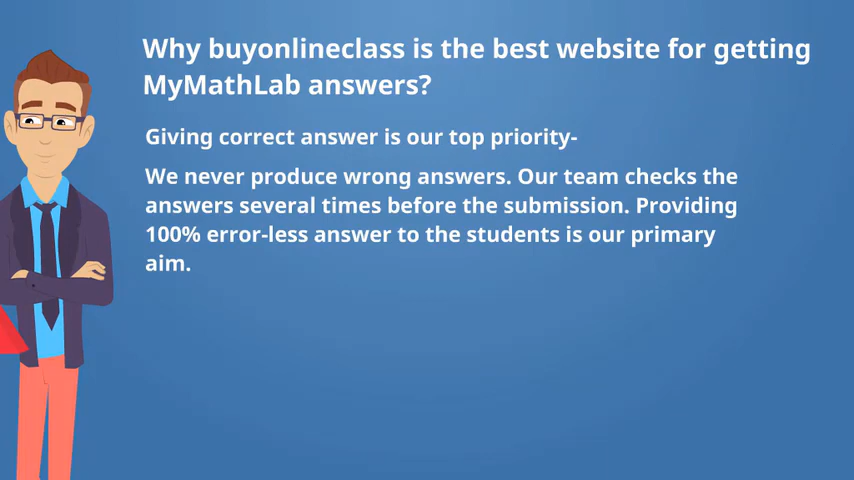 Why buyonlineclass is the best website for getting
MyMathLab answers?
Giving correct answer is our top priority-
We never produce wrong answers. Our team checks the
answers several times before the submission. Providing
100% error-less answer to the students is our primary
aim.